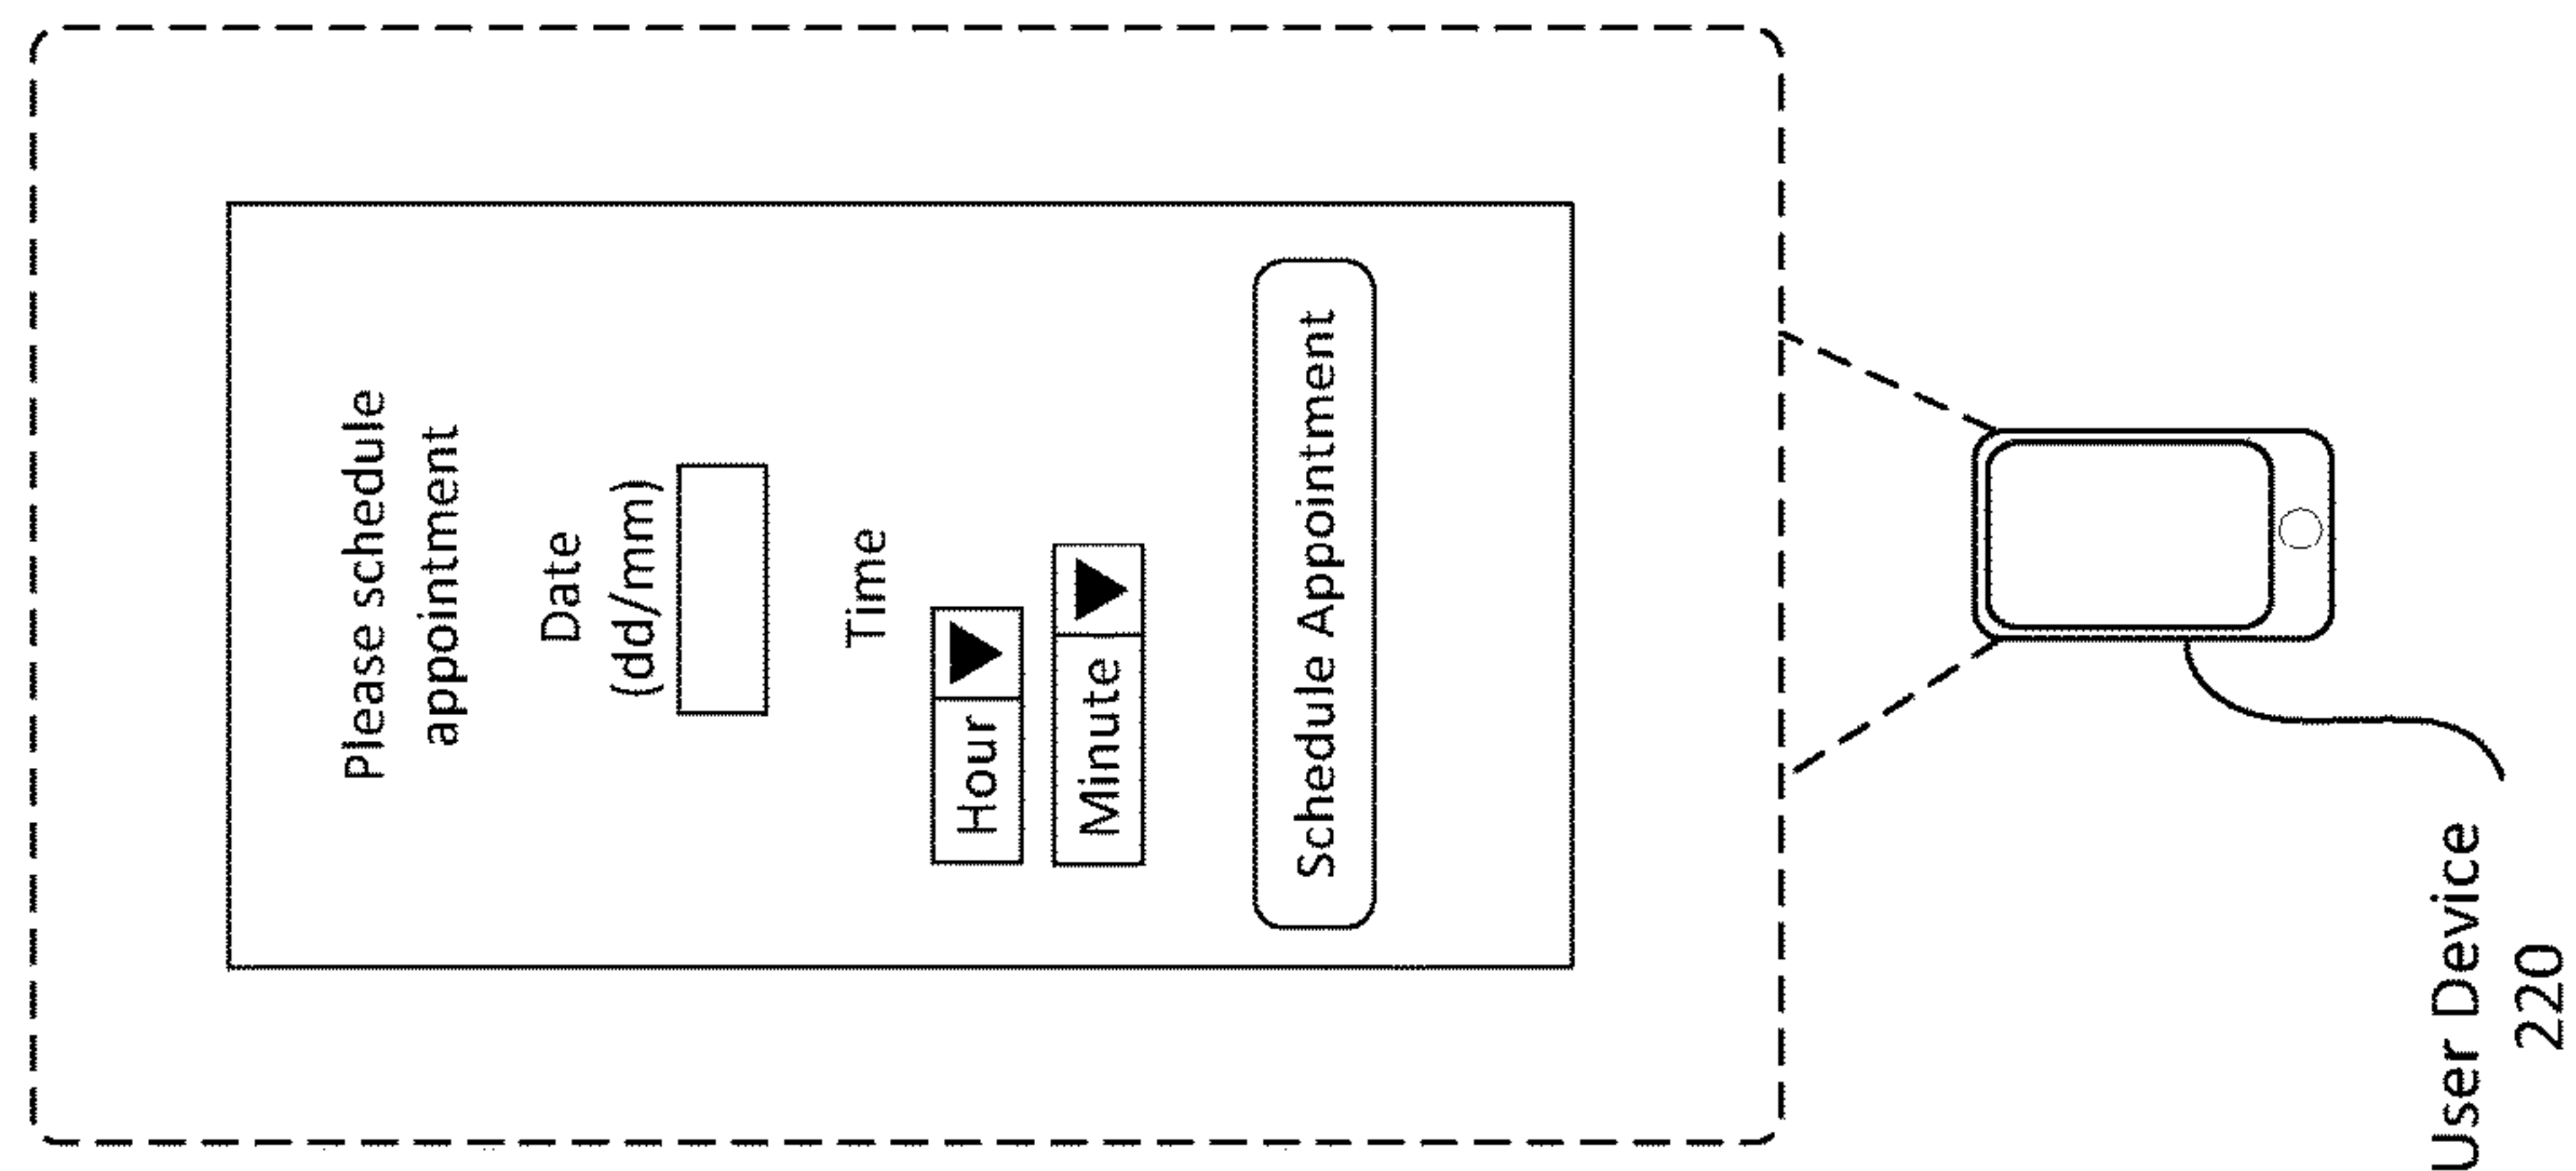 Please schedule
appointment
Date
(dd/mm)
Time
Hour
Minute
Schedule Appointment
User Device
220